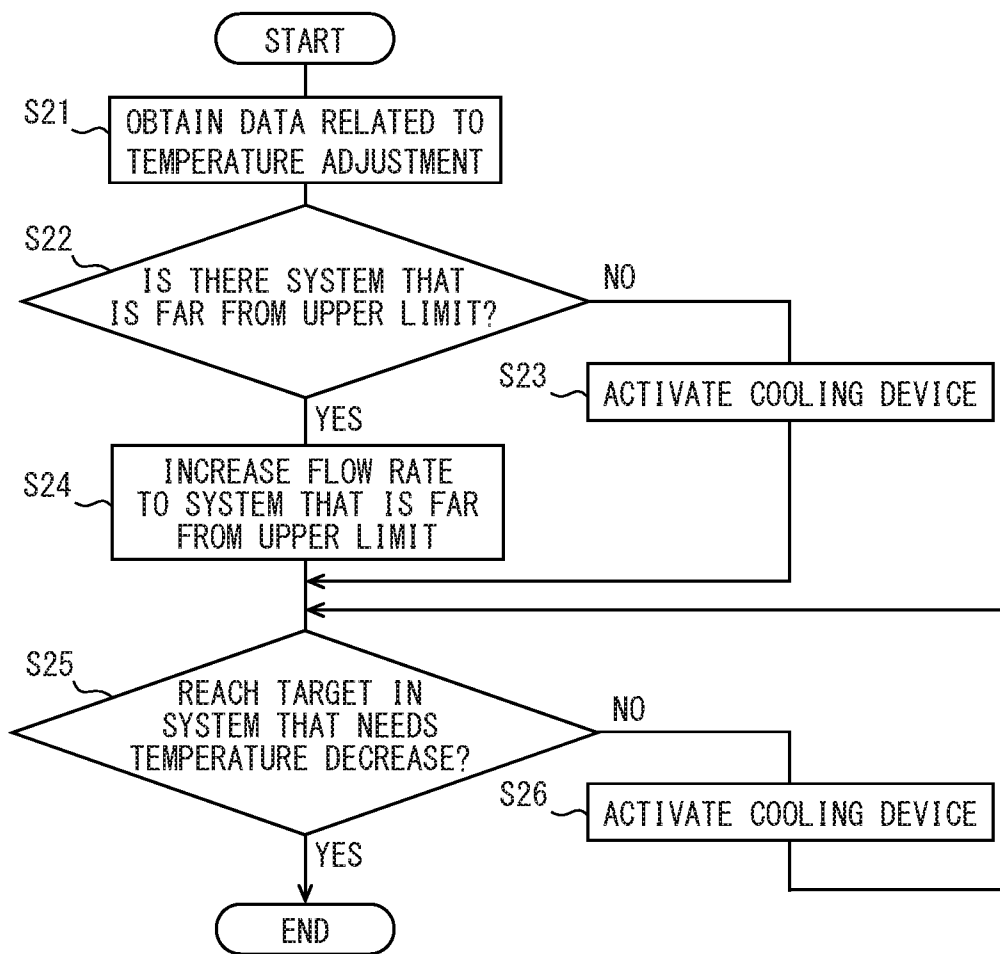 START
S21
OBTAIN DATA RELATED TO
TEMPERATURE ADJUSTMENT
S22
IS THERE SYSTEM THAT
IS FAR FROM UPPER LIMIT?
NO
S23
ACTIVATE COOLING DEVICE
YES
S24
INCREASE FLOW RATE
TO SYSTEM THAT IS FAR
FROM UPPER LIMIT
S25
REACH TARGET IN
SYSTEM THAT NEEDS
TEMPERATURE DECREASE?
NO
S26
ACTIVATE COOLING DEVICE
YES
END